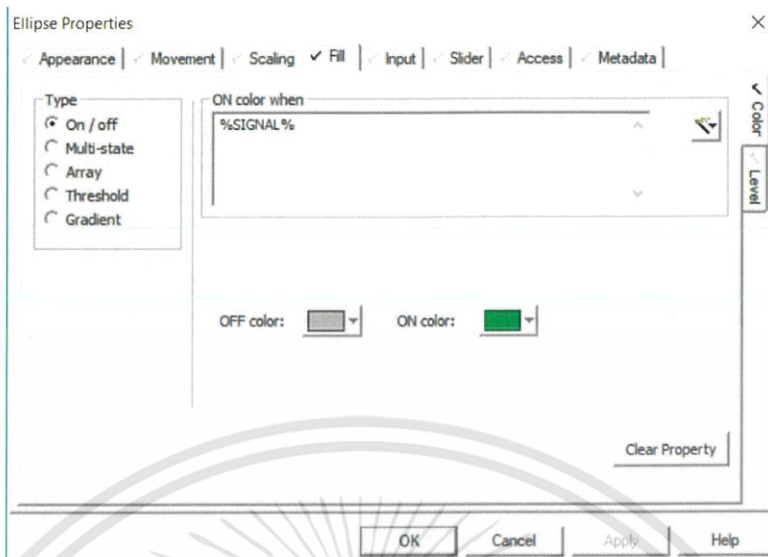 Ellipse Properties
Appearance Movement Scaling Fill Input Slider Access Metadata
Type
On / off
Multi-state
Array
Threshold
Gradient
ON color when
%SIGNAL%
Color
Level
OFF color: ON color:
Clear Property
OK Cancel Apply Help